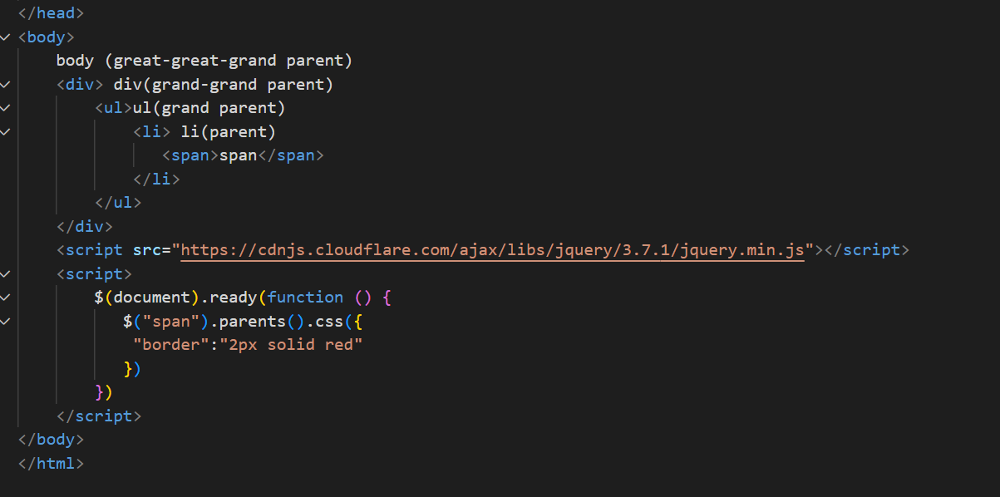 </head>
<body>
body (great-great-grand parent)
<div> div(grand-grand parent)
<ul>ul(grand parent)
<li> li(parent)
<span>span</span>
</li>
</ul>
</div>
<script src="https://cdnjs.cloudflare.com/ajax/libs/jquery/3.7.1/jquery.min.js"></script>
<script>
$(document).ready(function () {
$("span").parents().css({
"border":"2px solid red"
})
})
</script>
</body>
</html>